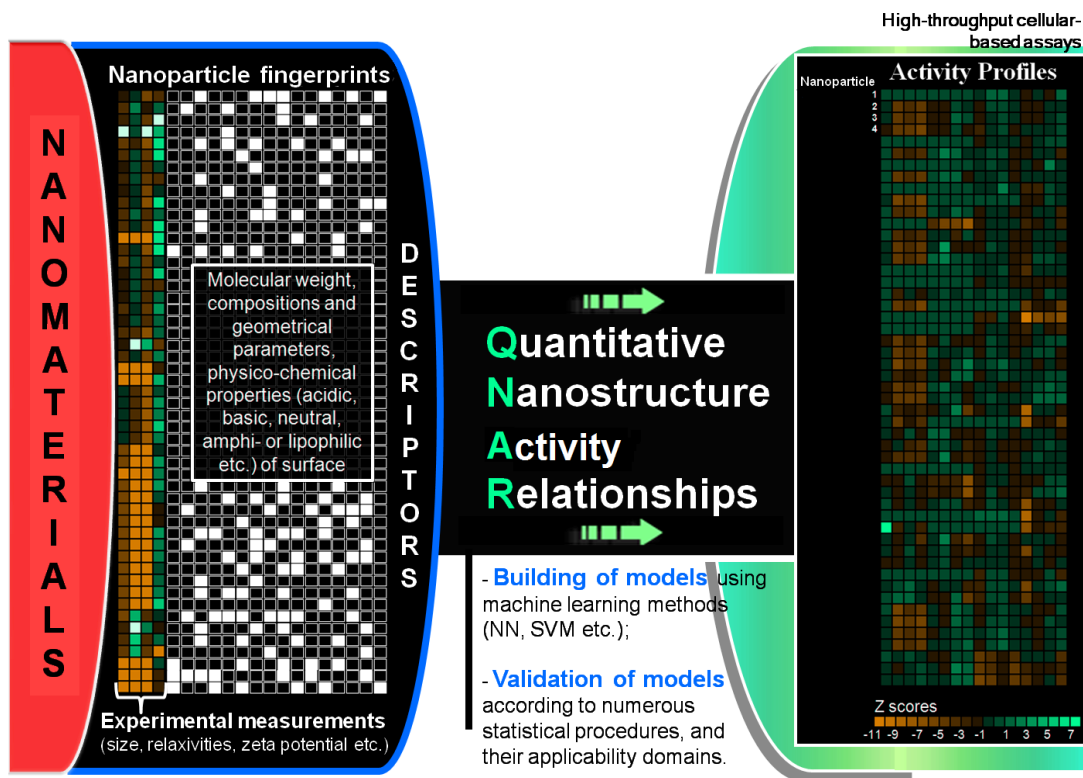 NANOMATERIALS
Nanoparticle fingerprints
Molecular weight,
compositions and
geometrical
parameters,
physico-chemical
properties (acidic,
basic, neutral,
amphi- or lipophilic
etc.) of surface
Experimental measurements
(size, relaxivities, zeta potential etc.)
DESCRIPTORS
Quantitative
Nanostructure
Activity
Relationships
- Building of models using
machine learning methods
(NN, SVM etc.);
- Validation of models
according to numerous
statistical procedures, and
their applicability domains.
High-throughput cellular-
based assays
Activity Profiles
Nanoparticle
1
2
3
4
Z scores
-11 -9 -7 -5 -3 -1 1 3 5 7